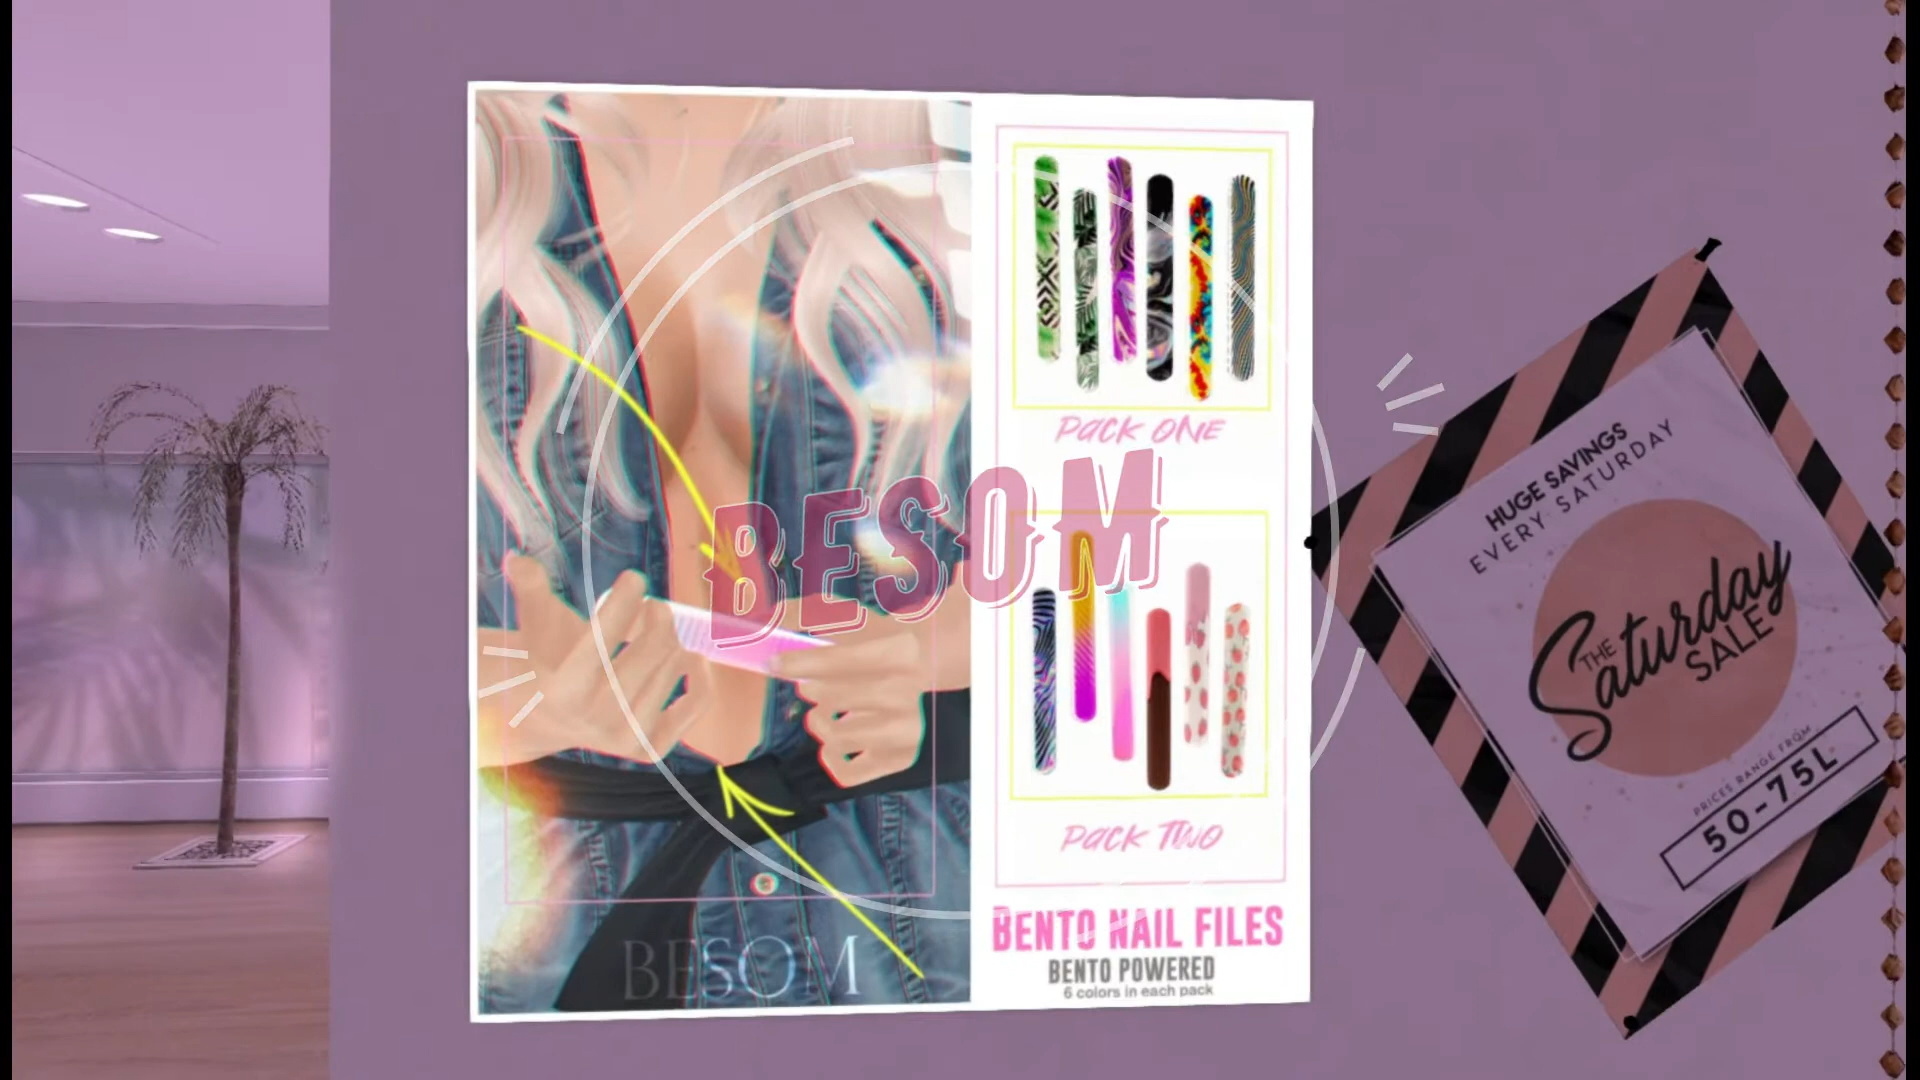 PACK ONE
BESOM
PACK TWO
BESOM
BENTO NAIL FILES
BENTO POWERED
6 colors in each pack
HUGE SAVINGS
EVERY SATURDAY
THE
Saturday
SALE
PRICES RANGE FROM
50-75L